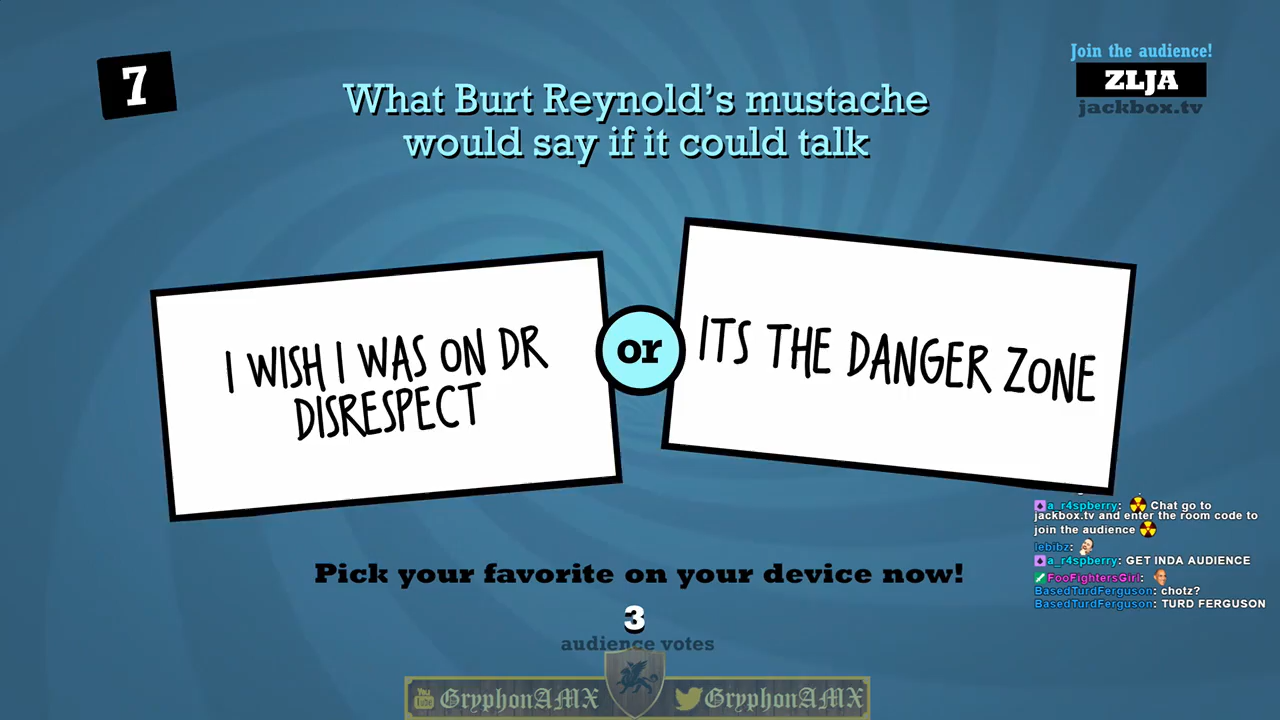 7
Join the audience!
ZLJA
jackbox.tv
What Burt Reynold's mustache
would say if it could talk
I WISH I WAS ON DR
DISRESPECT
or
ITS THE DANGER ZONE
a_r4spberry: Chat go to
jackbox.tv and enter the room code to
join the audience
lebibz:
a_r4spberry: GET INDA AUDIENCE
FooFightersGirl:
BasedTurdFerguson: chotz?
BasedTurdFerguson: TURD FERGUSON
Pick your favorite on your device now!
3
audience votes
You Tube GryphonAMX GryphonAMX